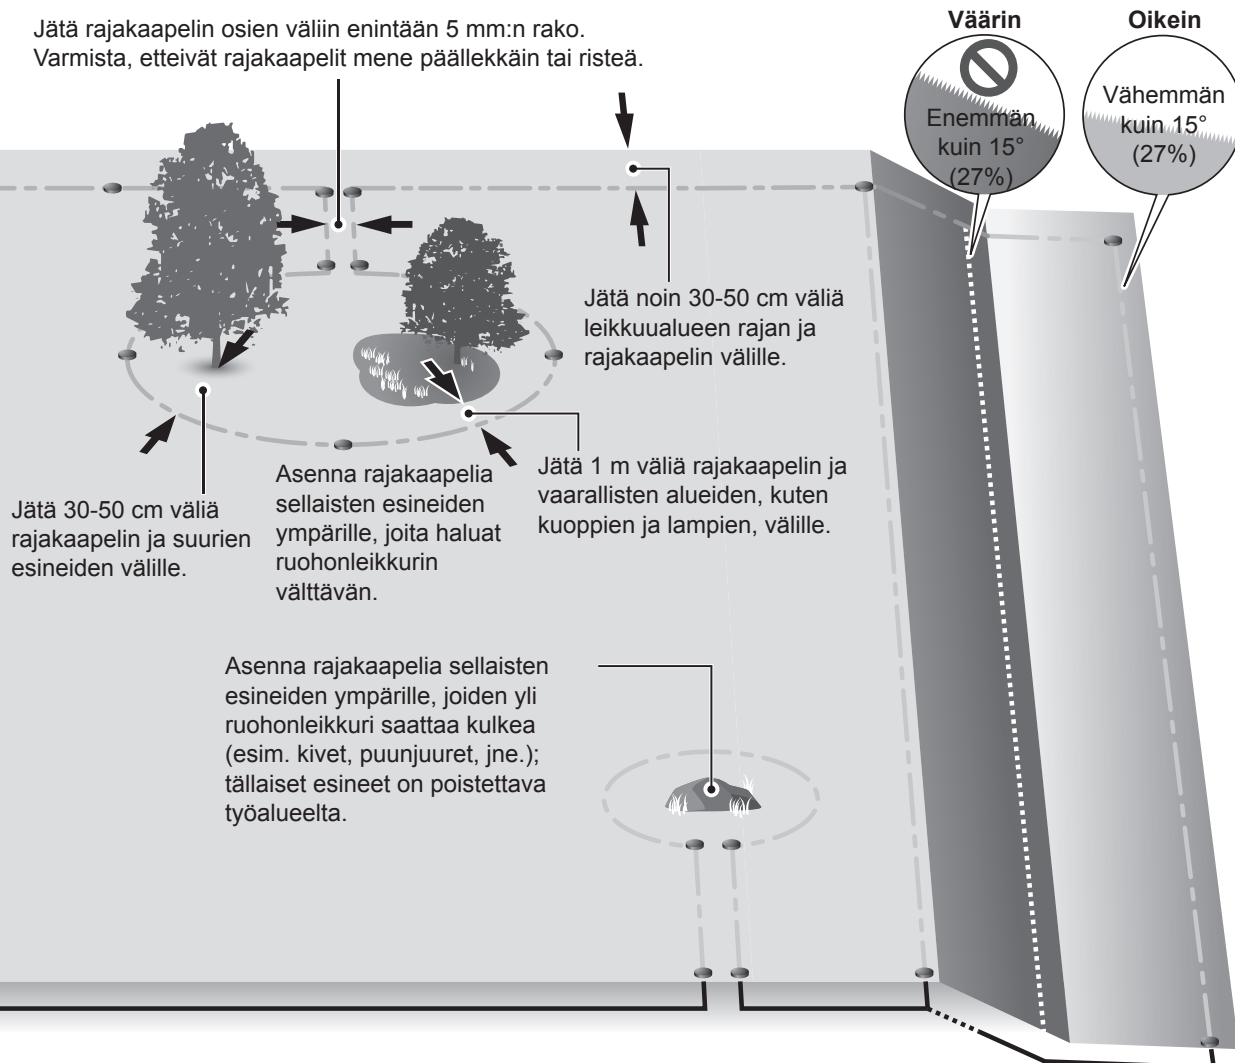 Jätä rajakaapelin osien väliin enintään 5 mm:n rako.
Varmista, etteivät rajakaapelit mene päällekkäin tai risteä.
Väärin
Oikein
Enemmän
kuin 15°
(27%)
Vähemmän
kuin 15°
(27%)
Jätä noin 30-50 cm väliä
leikkuualueen rajan ja
rajakaapelin välille.
Jätä 30-50 cm väliä
rajakaapelin ja suurien
esineiden välille.
Asenna rajakaapelia
sellaisten esineiden
ympärille, joita haluat
ruohonleikkurin
välttävän.
Jätä 1 m väliä rajakaapelin ja
vaarallisten alueiden, kuten
kuoppien ja lampien, välille.
Asenna rajakaapelia sellaisten
esineiden ympärille, joiden yli
ruohonleikkuri saattaa kulkea
(esim. kivet, puunjuuret, jne.);
tällaiset esineet on poistettava
työalueelta.